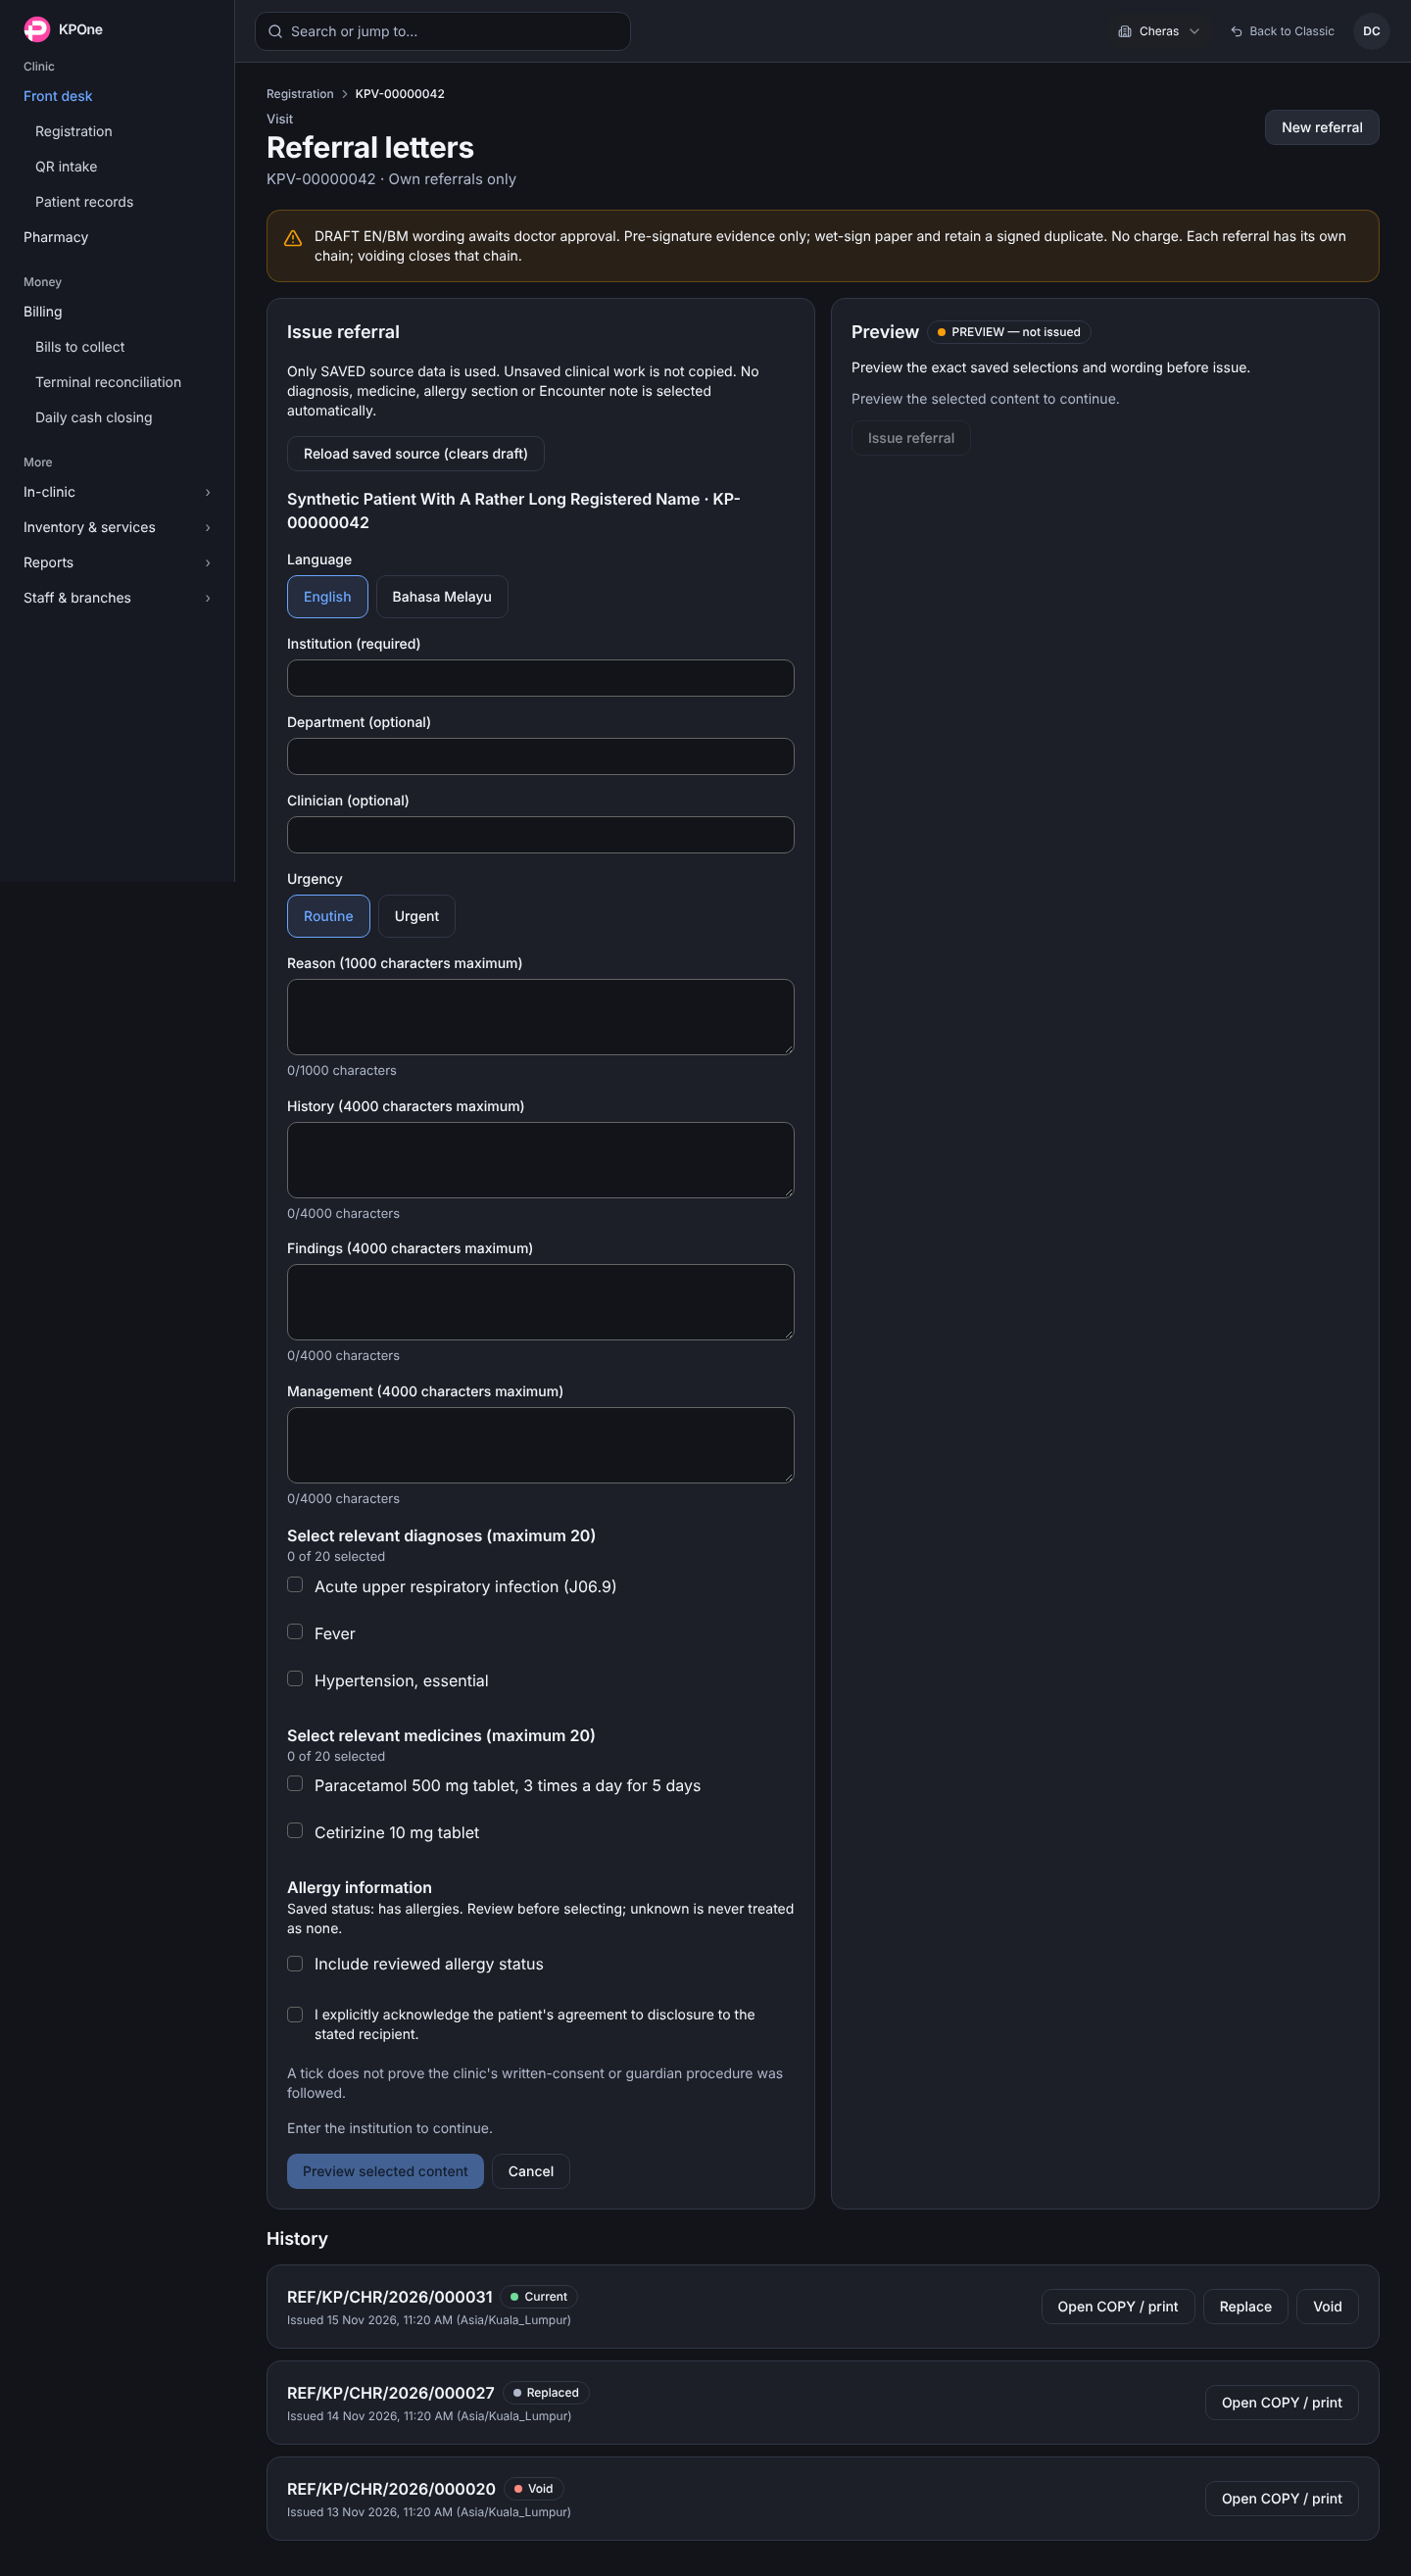 KPOne
Clinic
Front desk
Registration
QR intake
Patient records
Pharmacy
Money
Billing
Bills to collect
Terminal reconciliation
Daily cash closing
More
In-clinic
Inventory & services
Reports
Staff & branches
Search or jump to...
Cheras
Back to Classic
DC
Registration > KPV-00000042
Visit
Referral letters
KPV-00000042 · Own referrals only
New referral
DRAFT EN/BM wording awaits doctor approval. Pre-signature evidence only; wet-sign paper and retain a signed duplicate. No charge. Each referral has its own
chain; voiding closes that chain.
Issue referral
Only SAVED source data is used. Unsaved clinical work is not copied. No
diagnosis, medicine, allergy section or Encounter note is selected
automatically.
Reload saved source (clears draft)
Synthetic Patient With A Rather Long Registered Name · KP-
00000042
Language
English
Bahasa Melayu
Institution (required)
Department (optional)
Clinician (optional)
Urgency
Routine
Urgent
Reason (1000 characters maximum)
0/1000 characters
History (4000 characters maximum)
0/4000 characters
Findings (4000 characters maximum)
0/4000 characters
Management (4000 characters maximum)
0/4000 characters
Select relevant diagnoses (maximum 20)
0 of 20 selected
Acute upper respiratory infection (J06.9)
Fever
Hypertension, essential
Select relevant medicines (maximum 20)
0 of 20 selected
Paracetamol 500 mg tablet, 3 times a day for 5 days
Cetirizine 10 mg tablet
Allergy information
Saved status: has allergies. Review before selecting; unknown is never treated
as none.
Include reviewed allergy status
I explicitly acknowledge the patient's agreement to disclosure to the
stated recipient.
A tick does not prove the clinic's written-consent or guardian procedure was
followed.
Enter the institution to continue.
Preview selected content
Cancel
Preview
PREVIEW — not issued
Preview the exact saved selections and wording before issue.
Preview the selected content to continue.
Issue referral
History
REF/KP/CHR/2026/000031
Current
Issued 15 Nov 2026, 11:20 AM (Asia/Kuala_Lumpur)
Open COPY / print
Replace
Void
REF/KP/CHR/2026/000027
Replaced
Issued 14 Nov 2026, 11:20 AM (Asia/Kuala_Lumpur)
Open COPY / print
REF/KP/CHR/2026/000020
Void
Issued 13 Nov 2026, 11:20 AM (Asia/Kuala_Lumpur)
Open COPY / print